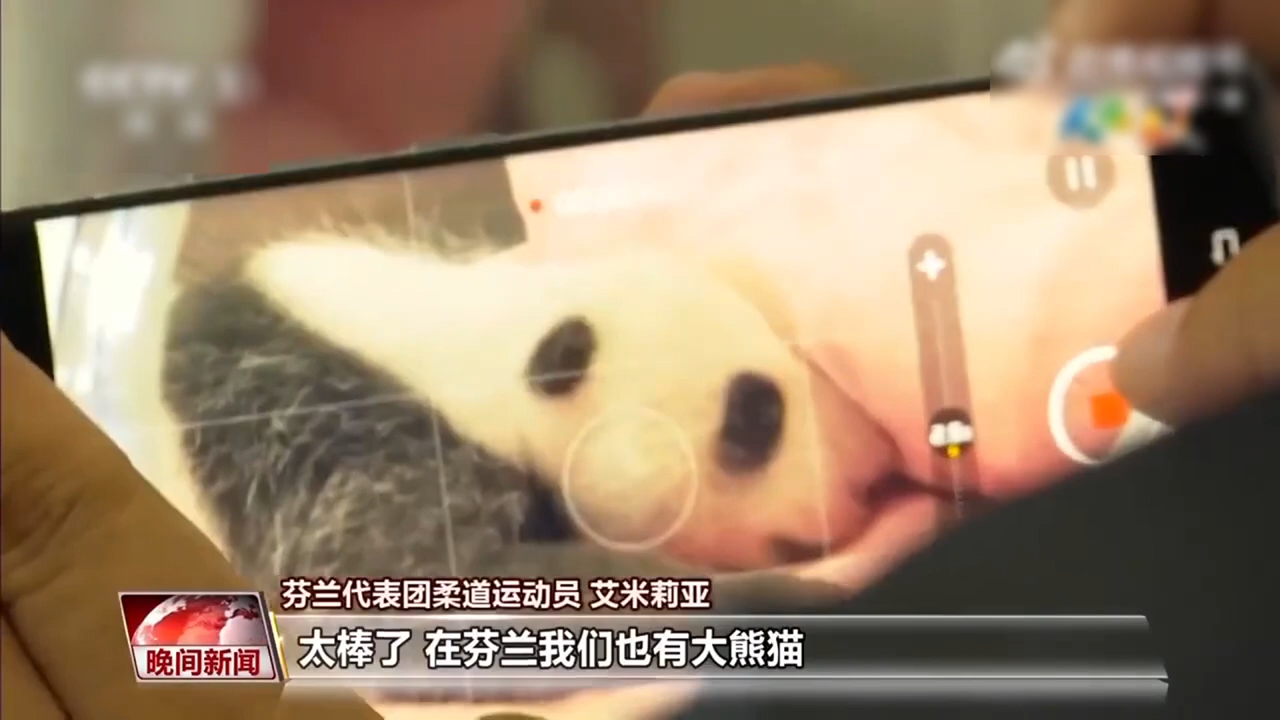 芬兰代表团柔道运动员 艾米莉亚
太棒了 在芬兰我们也有大熊猫
晚间新闻